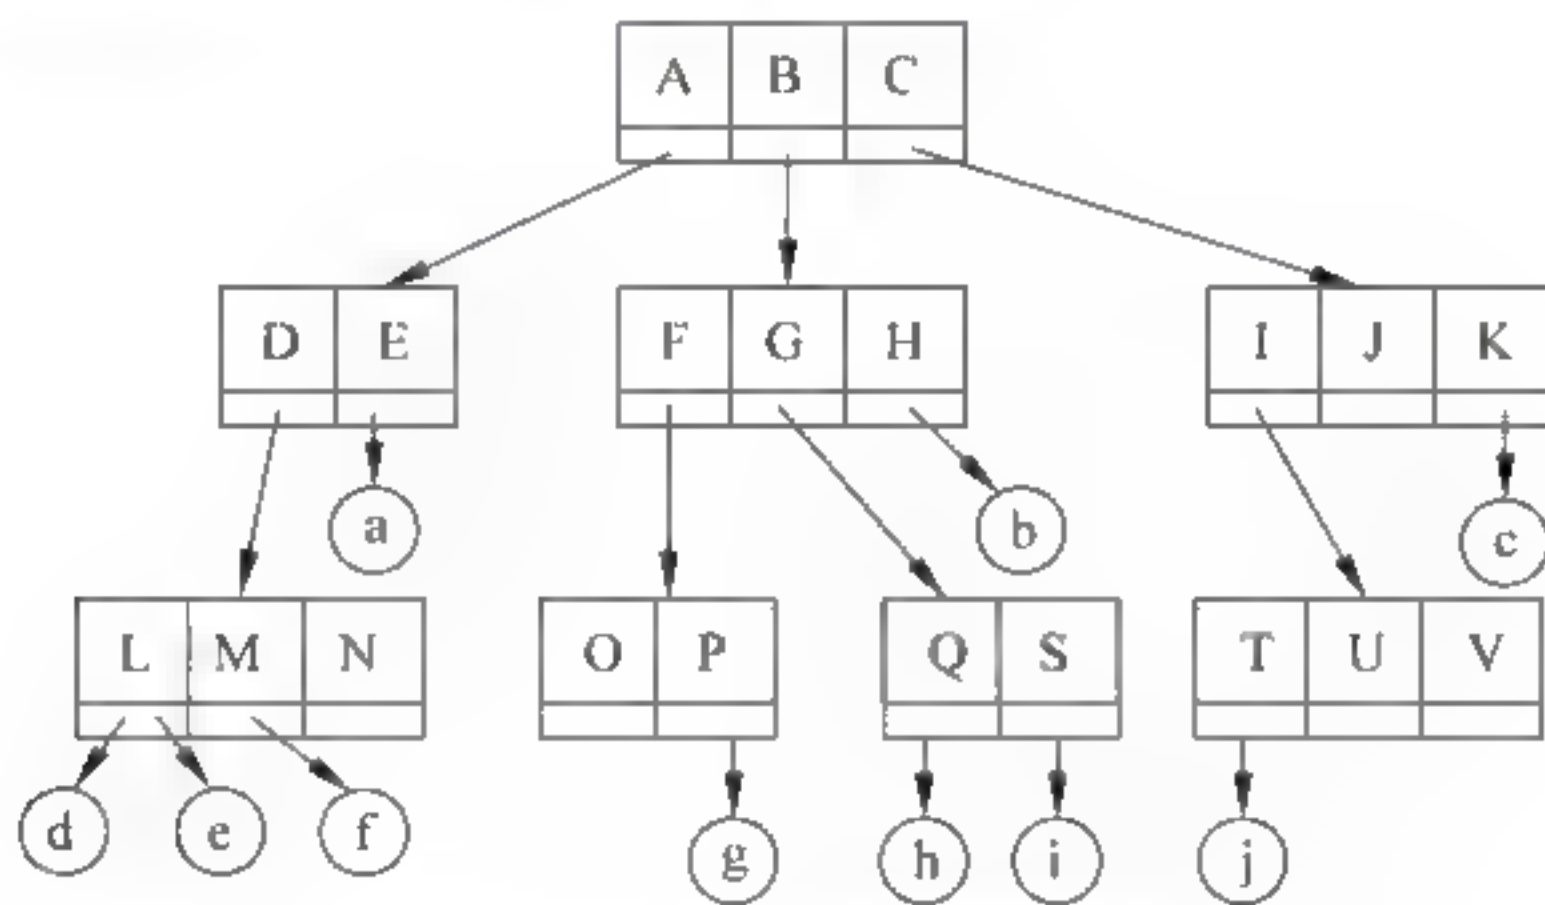 A B C
D E F G H I J K
a b c
L M N O P Q S T U V
d e f g h i j